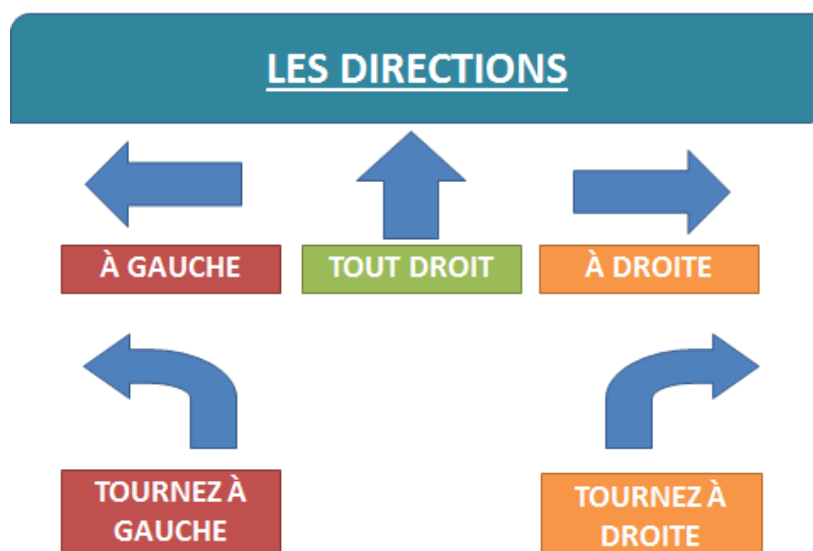 LES DIRECTIONS
À GAUCHE
TOUT DROIT
À DROITE
TOURNEZ À
GAUCHE
TOURNEZ À
DROITE